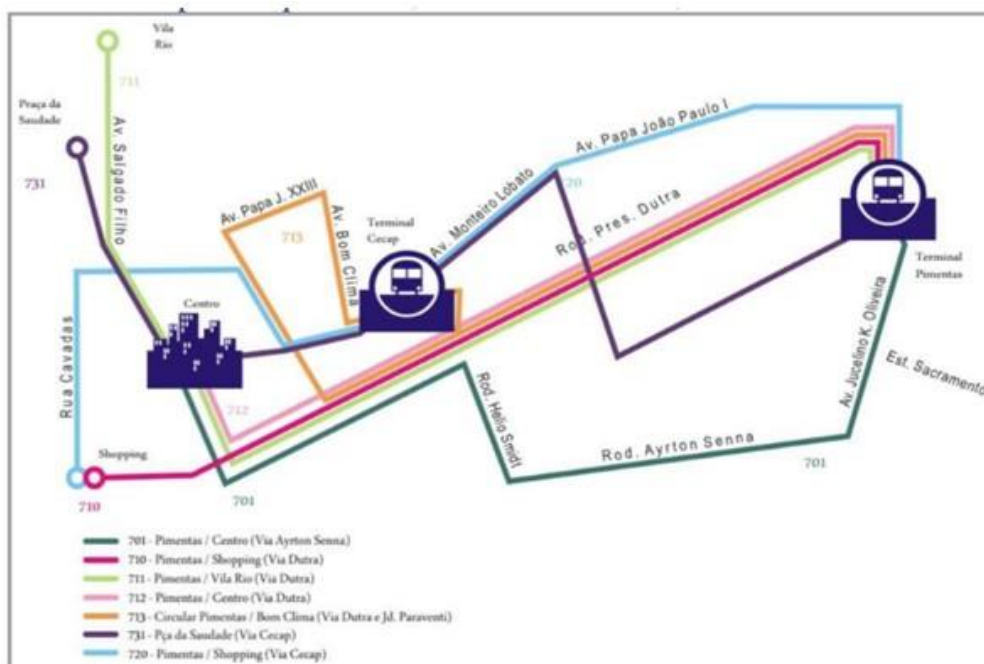 Vila
Rio
711
Praça da
Saudade
731
Av. Salgado Filho
Av. Papa J. XXIII
713
Av. Bom Clima
Terminal
Cecap
Av. Monteiro Lobato
720
Av. Papa João Paulo I
Rod. Pres. Dutra
Terminal
Pimentas
Centro
Rua Cavadas
712
Shopping
710
701
Rod. Helio Smidt
Rod. Ayrton Senna
701
Av. Jucelino K. Oliveira
Est. Sacramento
701 - Pimentas / Centro (Via Ayrton Senna)
710 - Pimentas / Shopping (Via Dutra)
711 - Pimentas / Vila Rio (Via Dutra)
712 - Pimentas / Centro (Via Dutra)
713 - Circular Pimentas / Bom Clima (Via Dutra e Jd. Paraventi)
731 - Pça da Saudade (Via Cecap)
720 - Pimentas / Shopping (Via Cecap)